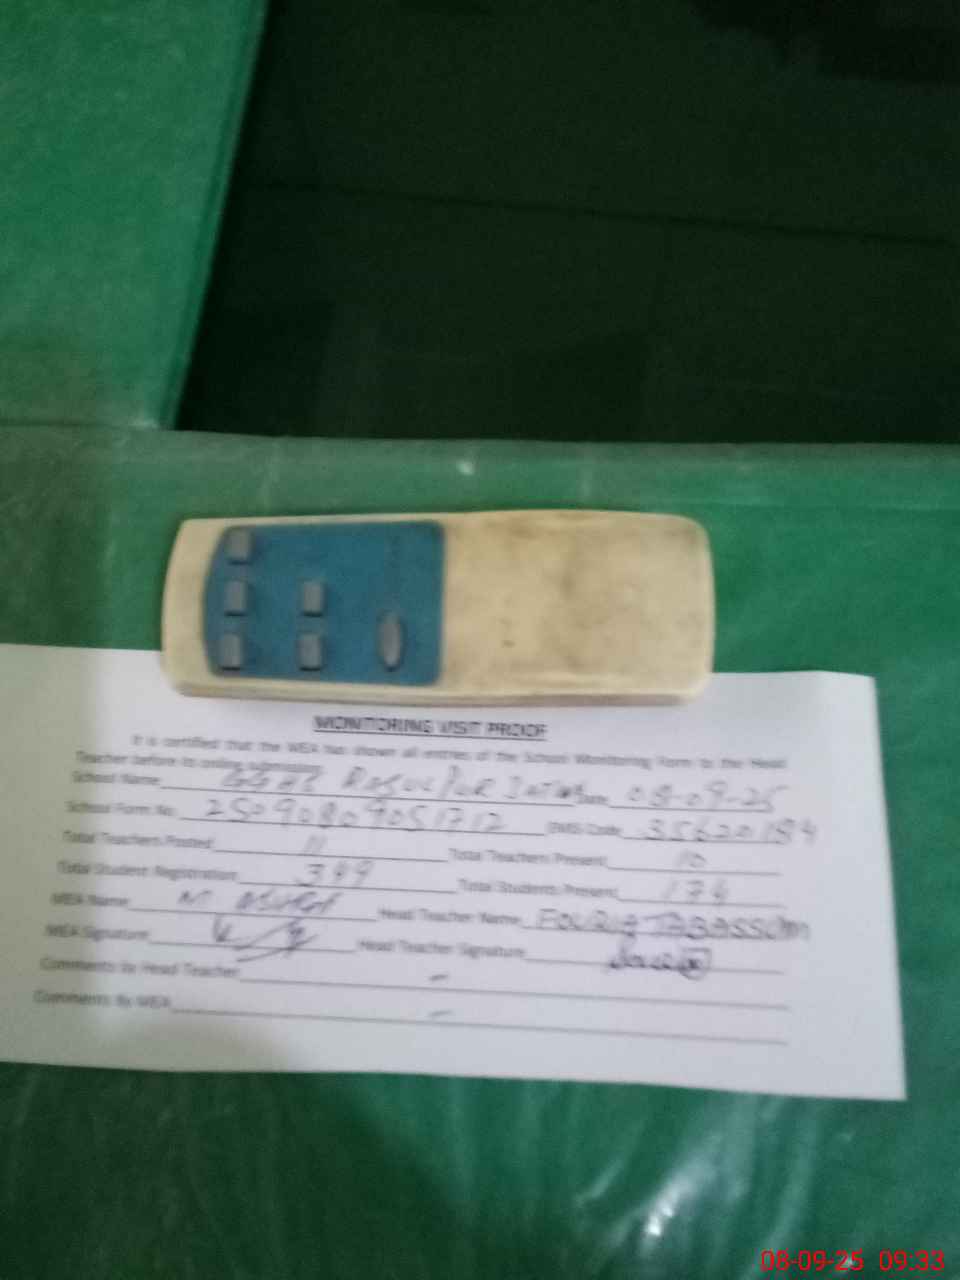 MONITORING VISIT PROOF
It is certified that the MEA has shown all entries of the School Monitoring Form to the Head
Teacher before its online submission.
School Name RASULPUR Date 08-09-25
School Form No. 2509080905 EMIS Code
Total Teachers Posted 11 Total Teachers Present 10
Total Student Registration Total Students Present 174
MEA Name Head Teacher Name FOUZIA TABASSUM
MEA Signature Head Teacher Signature
Comments by Head Teacher –
Comments By MEA –
08-09-25 09:33